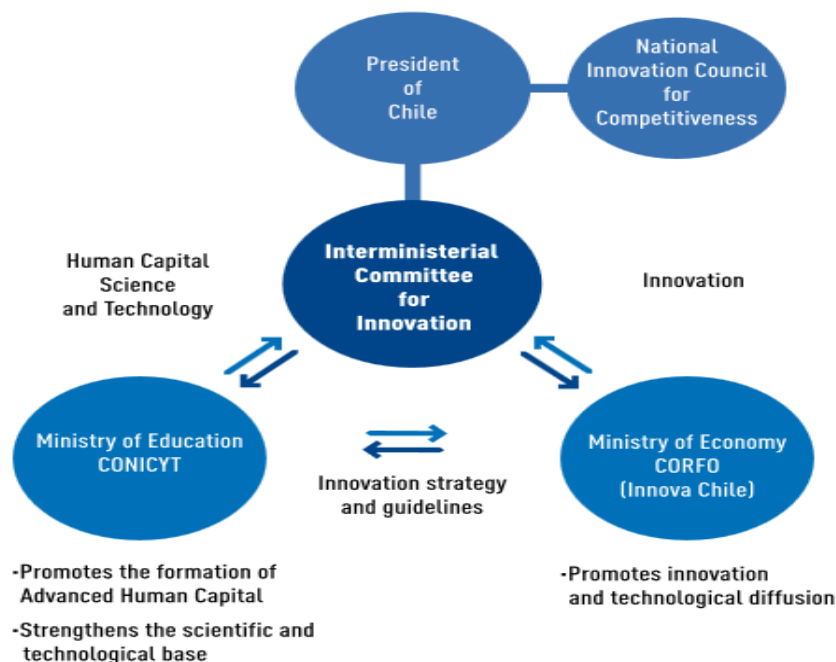 President
of
Chile
National
Innovation Council
for
Competitiveness
Interministerial
Committee
for
Innovation
Human Capital
Science
and Technology
Innovation
Ministry of Education
CONICYT
Innovation strategy
and guidelines
Ministry of Economy
CORFO
(Innova Chile)
-Promotes the formation of
Advanced Human Capital
-Strengthens the scientific and
technological base
-Promotes innovation
and technological diffusion